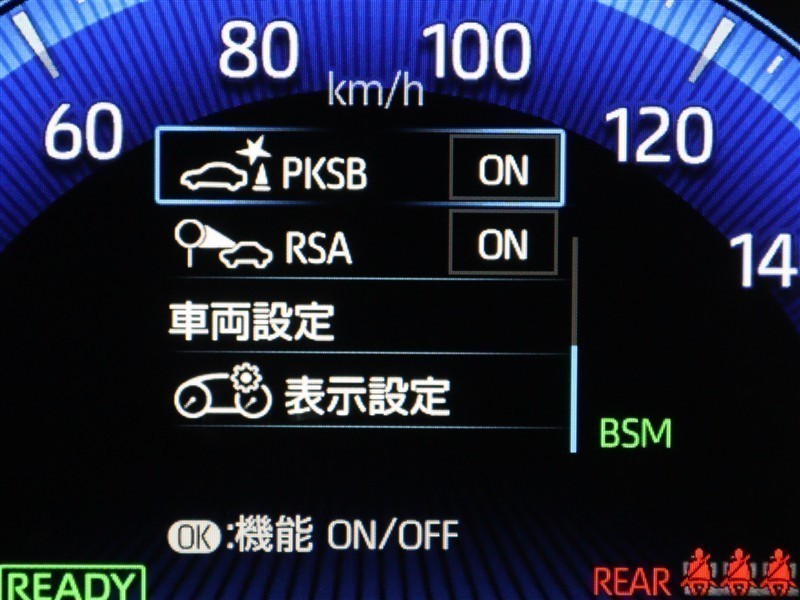 80
100
km/h
60
120
PKSB
ON
RSA
ON
14
車両設定
表示設定
BSM
OK:機能 ON/OFF
READY
REAR